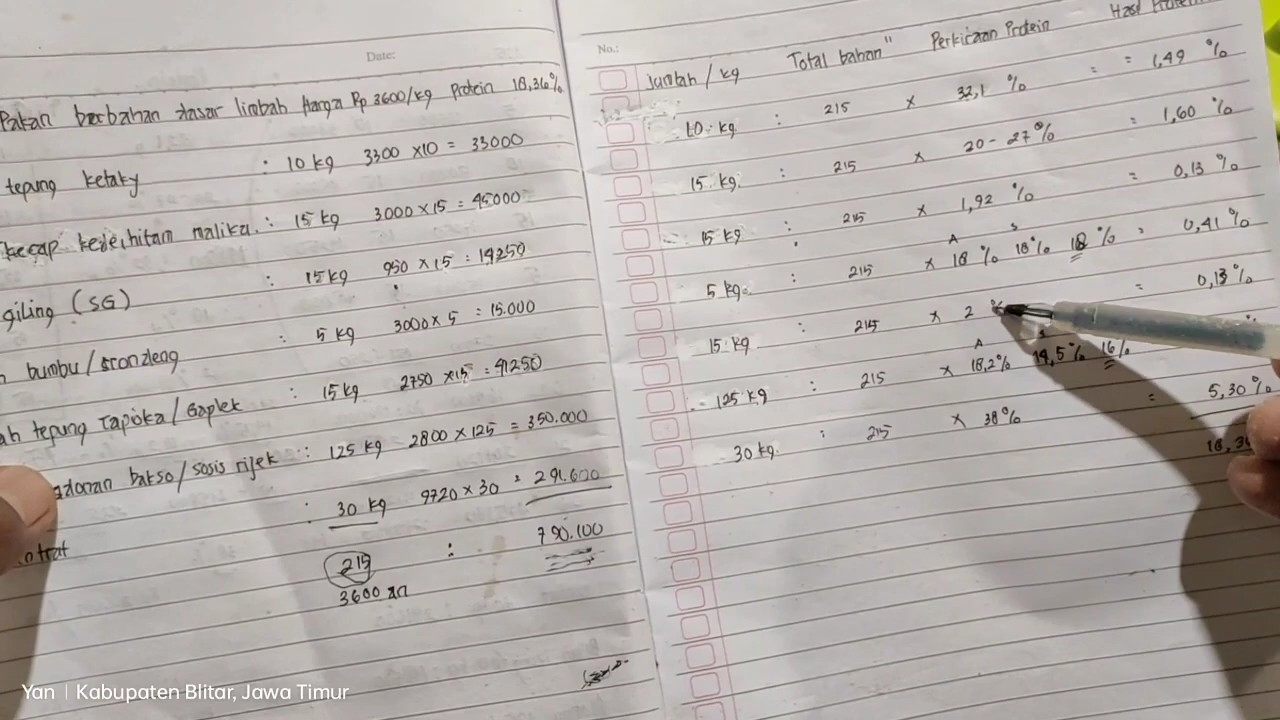 Date:
Pakan berbahan dasar limbah Harga Rp 3600/kg Protein 18,36%
tepung ketaky : 10 kg 3300 x10 = 33000
kecap kedelhitam malika : 15 kg 3000 x 15 = 45000
giling (SG) : 15 kg 950 x 15 = 14250
bumbu/ : 5 kg 3000 x 5 = 15.000
tepung Tapioka/Gaplek : 15 kg 2750 x 15 = 41250
adonan bakso/sosis rijek : 125 kg 2800 x 125 = 350.000
: 30 kg 9720 x 30 = 291.600
215 : 790.100
3600
No.:
Jumlah / kg Total bahan" Perkiraan Protein Hasil Protein
10 kg : 215 x 32,1 % = 1,49 %
15 kg : 215 x 20 - 27 % = 1,60 %
15 kg : 215 x 1,92 % = 0,13 %
5 kg : 215 x A 18 % S 18 % 18 % = 0,41 %
15 kg : 215 x 2 % = 0,13 %
125 kg : 215 x A 18,2 % 14,5 % 16 %
30 kg : 215 x 38 % = 5,30 %
Yan | Kabupaten Blitar, Jawa Timur